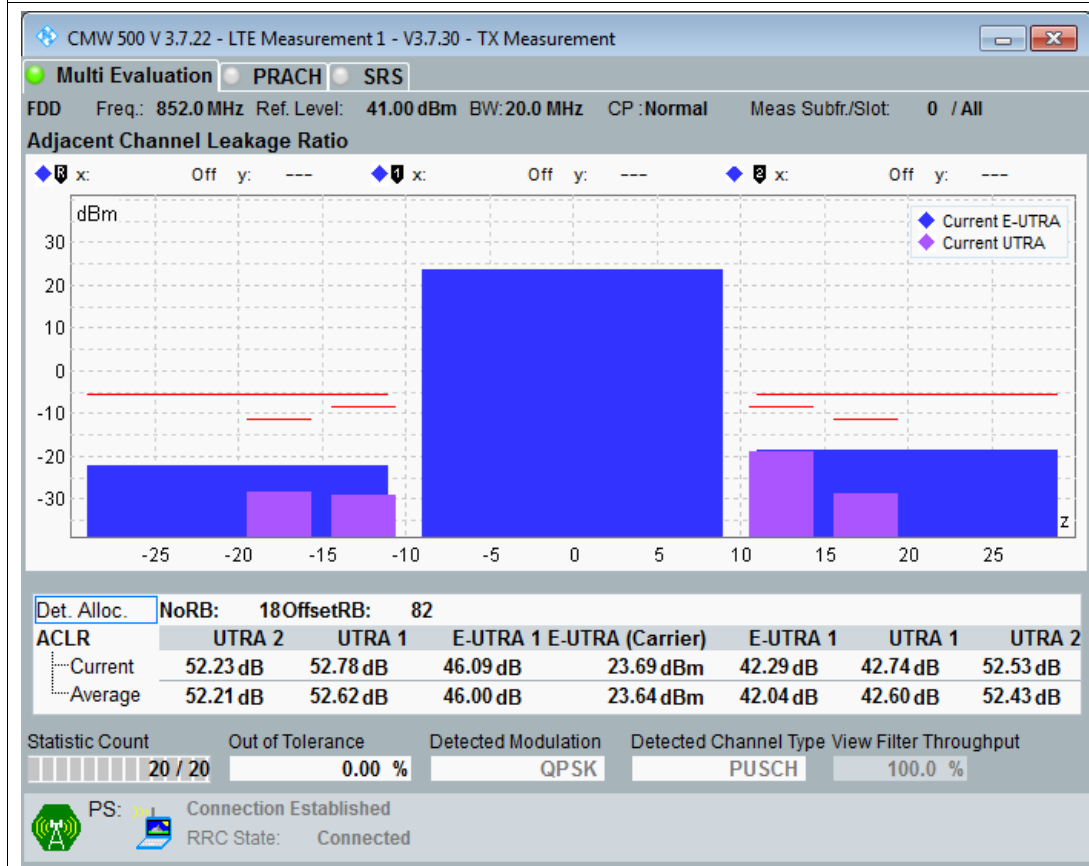 CMW 500 V 3.7.22 - LTE Measurement 1 - V3.7.30 - TX Measurement
Multi Evaluation PRACH SRS
FDD Freq.: 852.0 MHz Ref. Level: 41.00 dBm BW: 20.0 MHz CP : Normal Meas Subfr./Slot: 0 / All
Adjacent Channel Leakage Ratio
R x: Off y: --- 1 x: Off y: --- 2 x: Off y: ---
dBm
Current E-UTRA
Current UTRA
30
20
10
0
-10
-20
-30
z
-25 -20 -15 -10 -5 0 5 10 15 20 25
Det. Alloc. NoRB: 18 OffsetRB: 82
ACLR UTRA 2 UTRA 1 E-UTRA 1 E-UTRA (Carrier) E-UTRA 1 UTRA 1 UTRA 2
Current 52.23 dB 52.78 dB 46.09 dB 23.69 dBm 42.29 dB 42.74 dB 52.53 dB
Average 52.21 dB 52.62 dB 46.00 dB 23.64 dBm 42.04 dB 42.60 dB 52.43 dB
Statistic Count Out of Tolerance Detected Modulation Detected Channel Type View Filter Throughput
20 / 20 0.00 % QPSK PUSCH 100.0 %
PS: Connection Established
RRC State: Connected